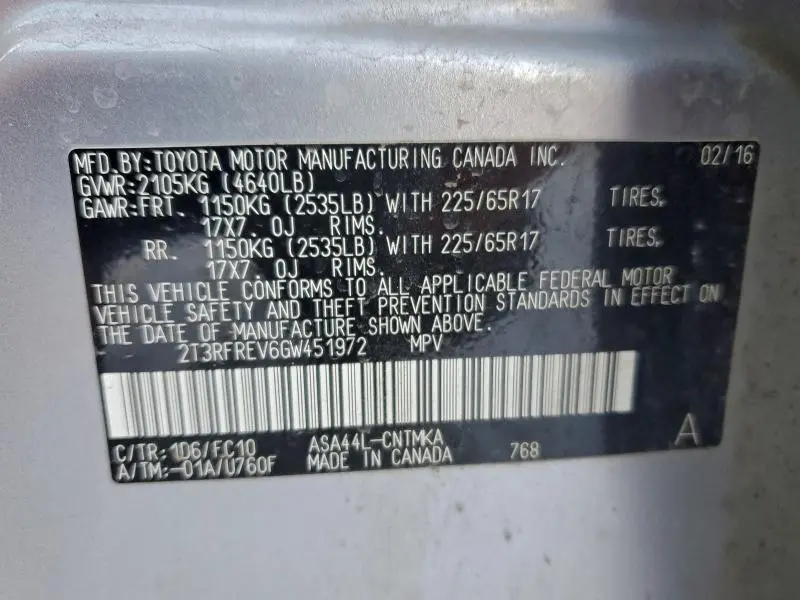 MFD.BY:TOYOTA MOTOR MANUFACTURING CANADA INC. 02/16
GVWR:2105KG (4640LB)
GAWR:FRT. 1150KG (2535LB) WITH 225/65R17 TIRES,
17X7.0J RIMS.
RR. 1150KG (2535LB) WITH 225/65R17 TIRES,
17X7.0J RIMS.
THIS VEHICLE CONFORMS TO ALL APPLICABLE FEDERAL MOTOR
VEHICLE SAFETY AND THEFT PREVENTION STANDARDS IN EFFECT ON
THE DATE OF MANUFACTURE SHOWN ABOVE.
2T3RFREV6GW451972 MPV
C/TR:1D6/FC10 ASA44L-CNTMKA A
A/TM:-01A/U760F MADE IN CANADA 768